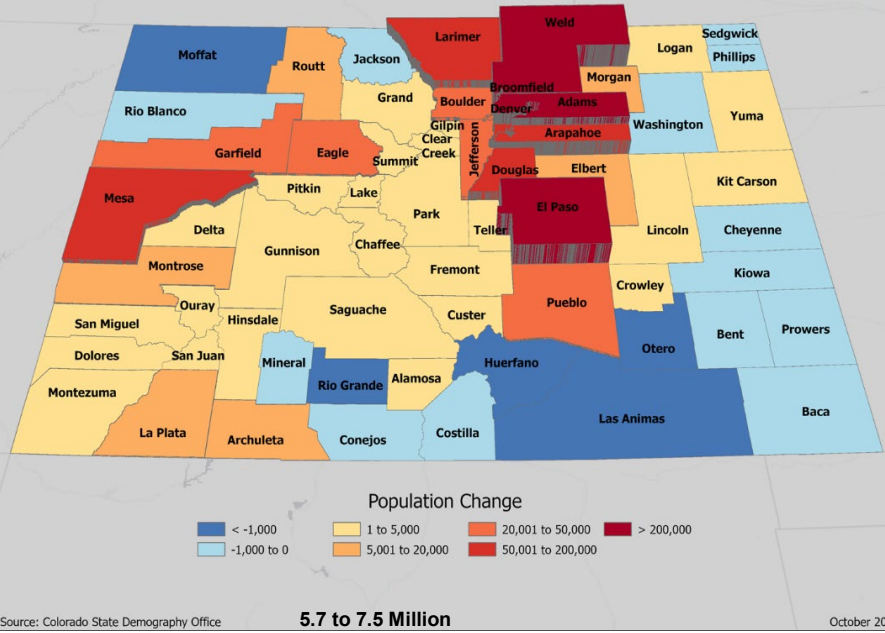 Weld
Larimer
Moffat
Routt
Jackson
Logan
Sedgwick
Phillips
Morgan
Grand
Broomfield
Boulder
Denver
Adams
Rio Blanco
Washington
Yuma
Gilpin
Clear
Creek
Jefferson
Arapahoe
Garfield
Eagle
Summit
Douglas
Elbert
Mesa
Pitkin
Lake
Kit Carson
Park
El Paso
Delta
Teller
Lincoln
Cheyenne
Gunnison
Chaffee
Montrose
Fremont
Kiowa
Crowley
Ouray
Saguache
Custer
Pueblo
San Miguel
Hinsdale
Bent
Prowers
Otero
Dolores
San Juan
Mineral
Huerfano
Rio Grande
Alamosa
Montezuma
Las Animas
Baca
La Plata
Archuleta
Conejos
Costilla
Population Change
< -1,000
1 to 5,000
20,001 to 50,000
> 200,000
-1,000 to 0
5,001 to 20,000
50,001 to 200,000
Source: Colorado State Demography Office
5.7 to 7.5 Million
October 20